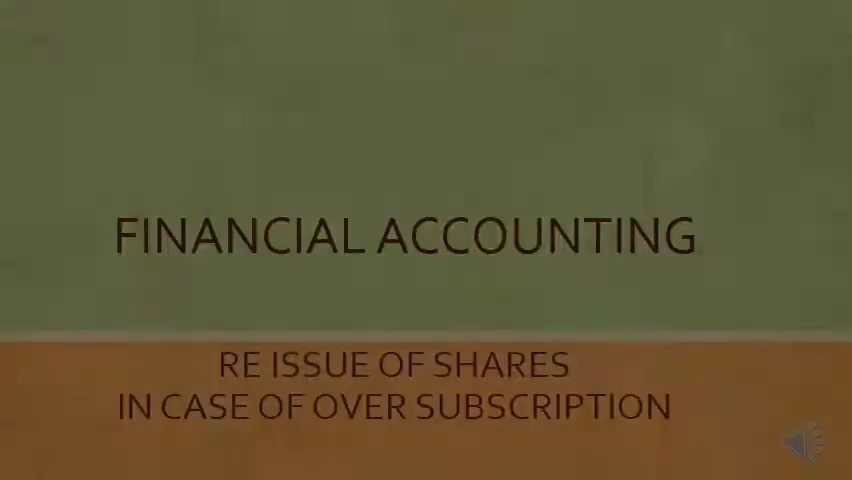 FINANCIAL ACCOUNTING
RE ISSUE OF SHARES
IN CASE OF OVER SUBSCRIPTION